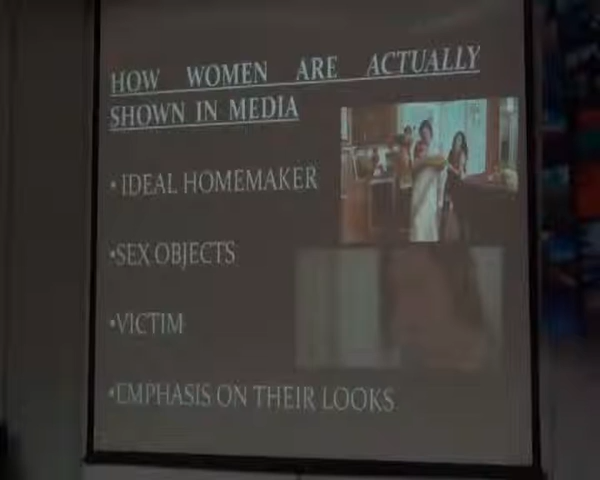 HOW WOMEN ARE ACTUALLY
SHOWN IN MEDIA
• IDEAL HOMEMAKER
•SEX OBJECTS
•VICTIM
•EMPHASIS ON THEIR LOOKS